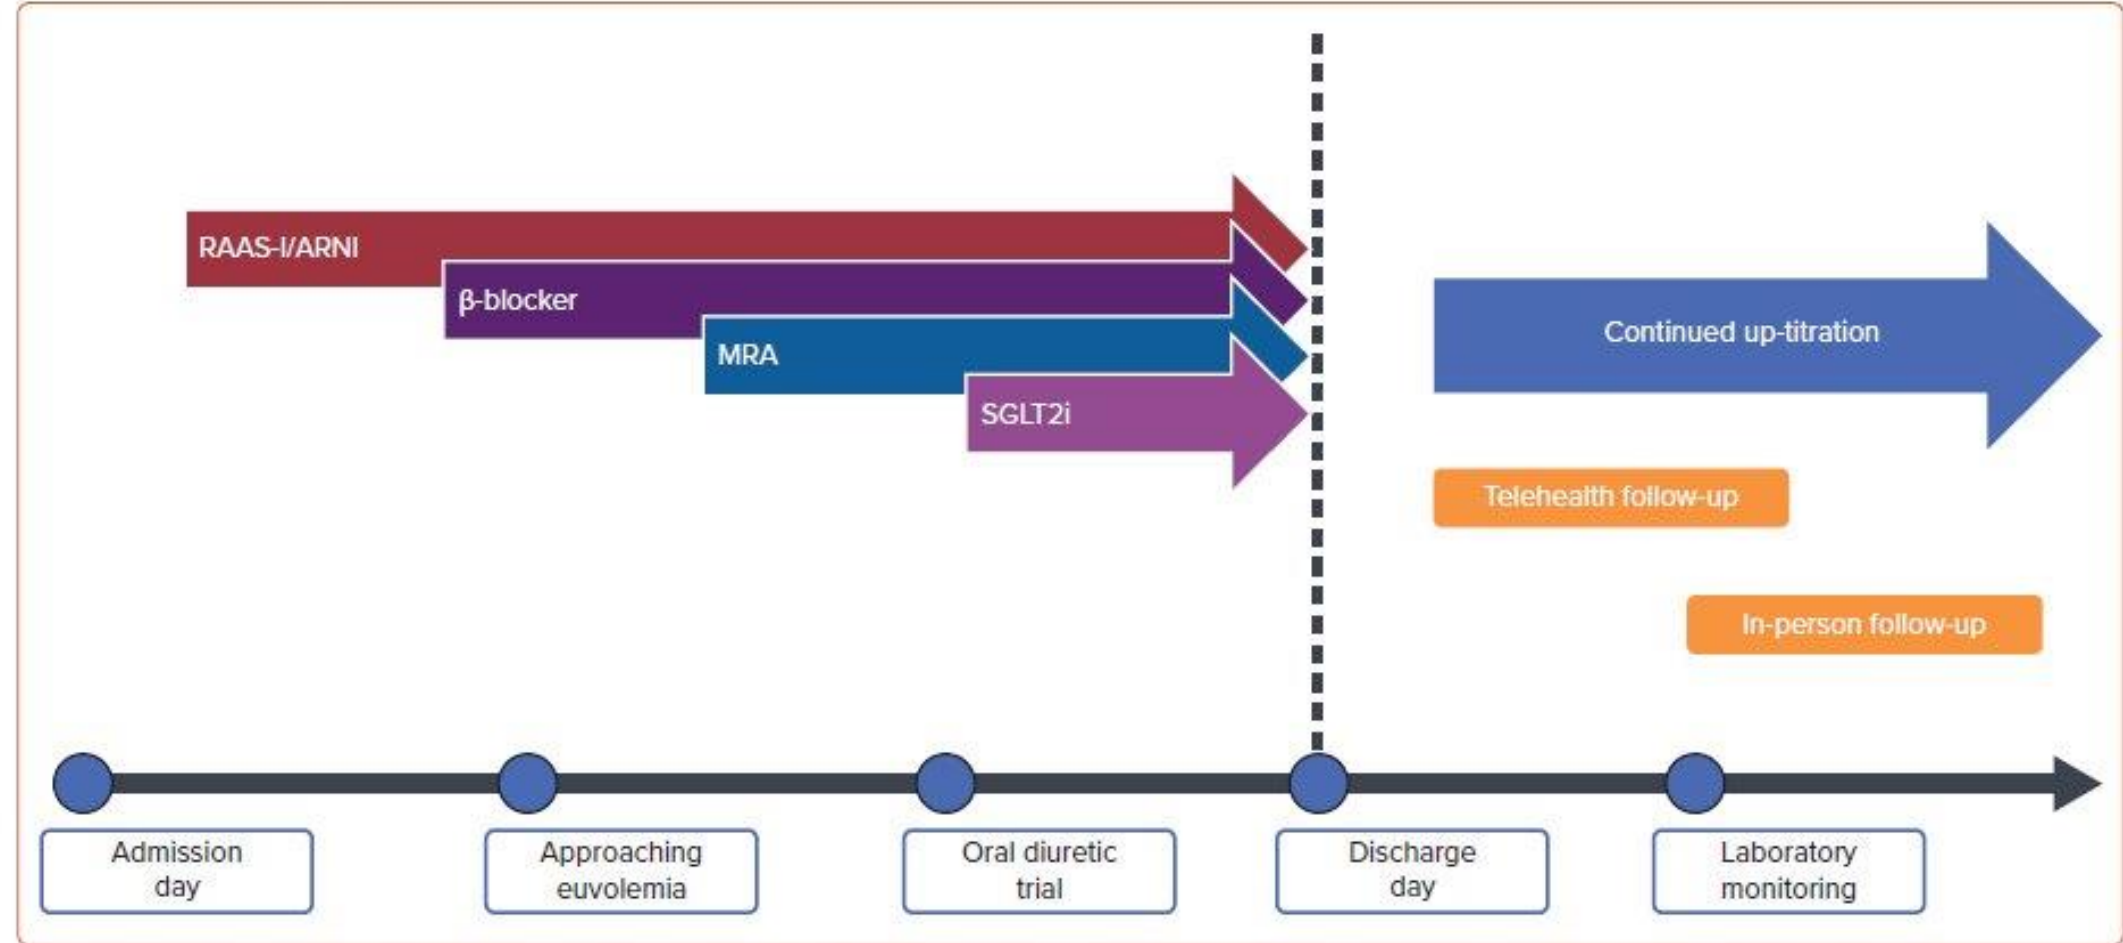 RAAS-I/ARNI
β-blocker
MRA
SGLT2i
Continued up-titration
Telehealth follow-up
In-person follow-up
Admission
day
Approaching
euvolemia
Oral diuretic
trial
Discharge
day
Laboratory
monitoring